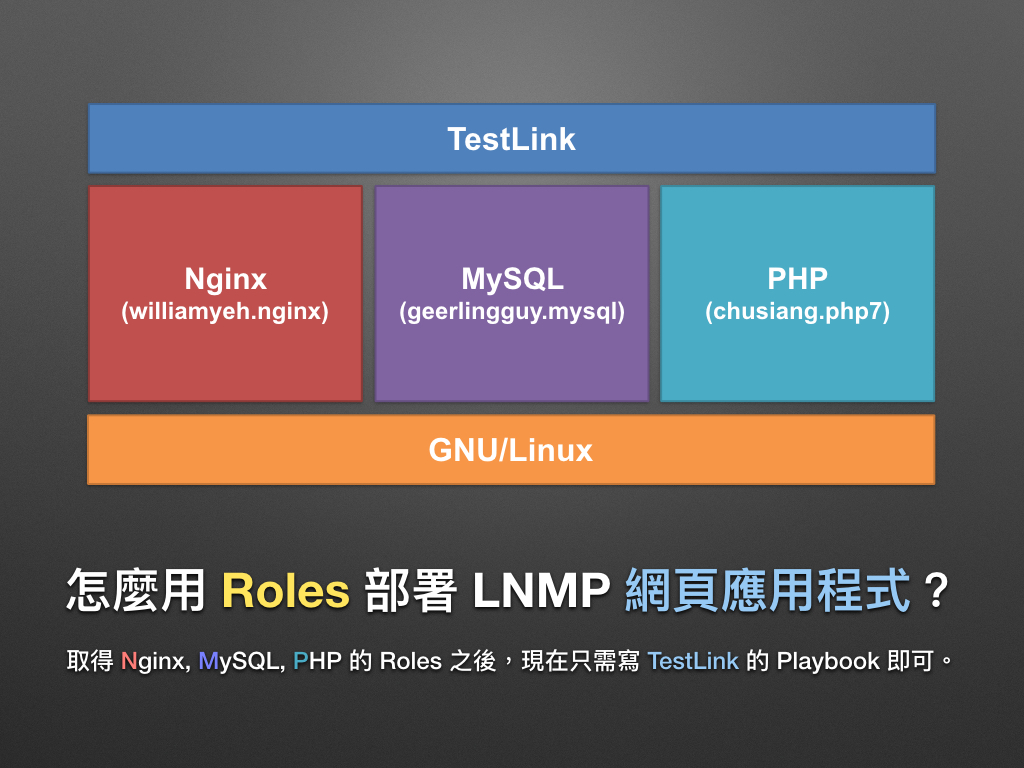 TestLink
Nginx
(williamyeh.nginx)
MySQL
(geerlingguy.mysql)
PHP
(chusiang.php7)
GNU/Linux
怎麼用 Roles 部署 LNMP 網頁應用程式？
取得 Nginx, MySQL, PHP 的 Roles 之後，現在只需寫 TestLink 的 Playbook 即可。